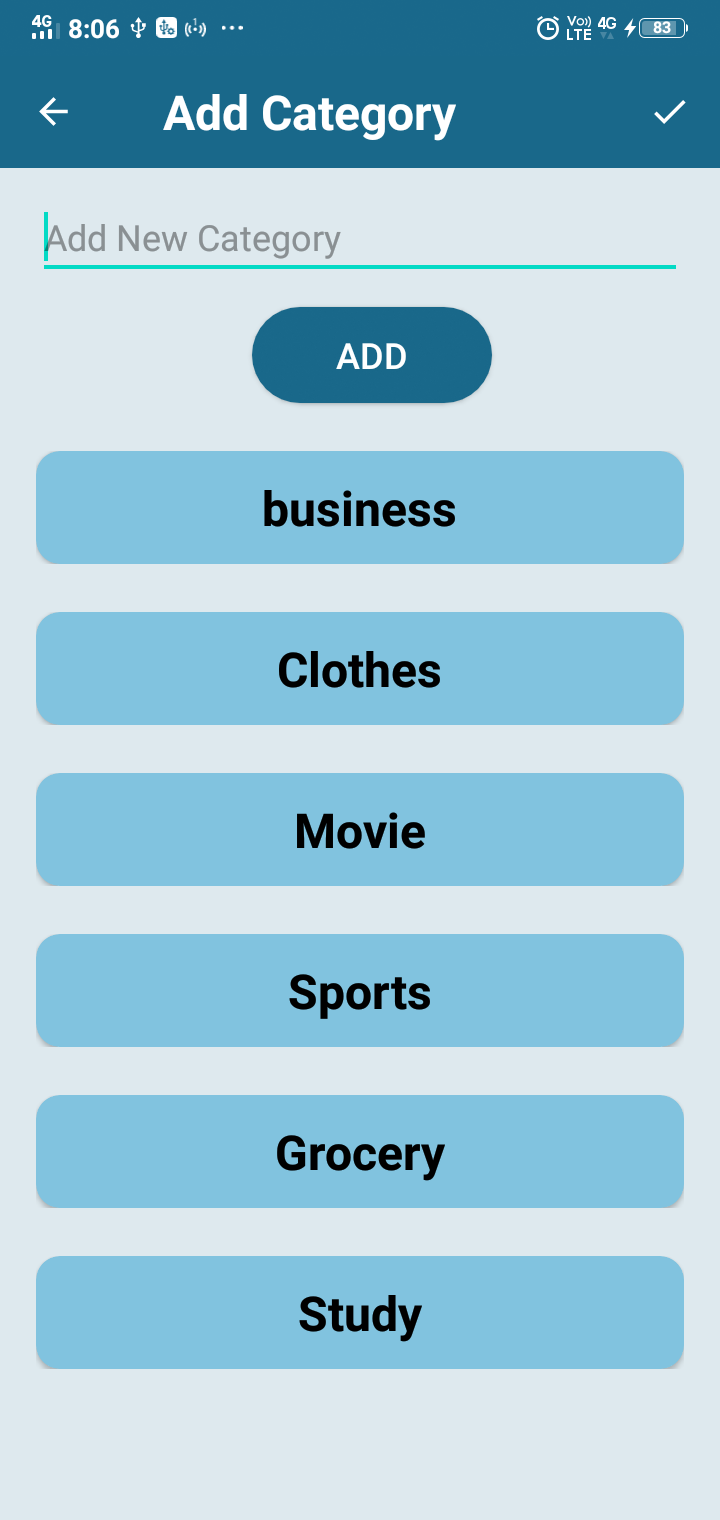 4G 8:06 1 Vo)) LTE 4G 83
Add Category
Add New Category
ADD
business
Clothes
Movie
Sports
Grocery
Study